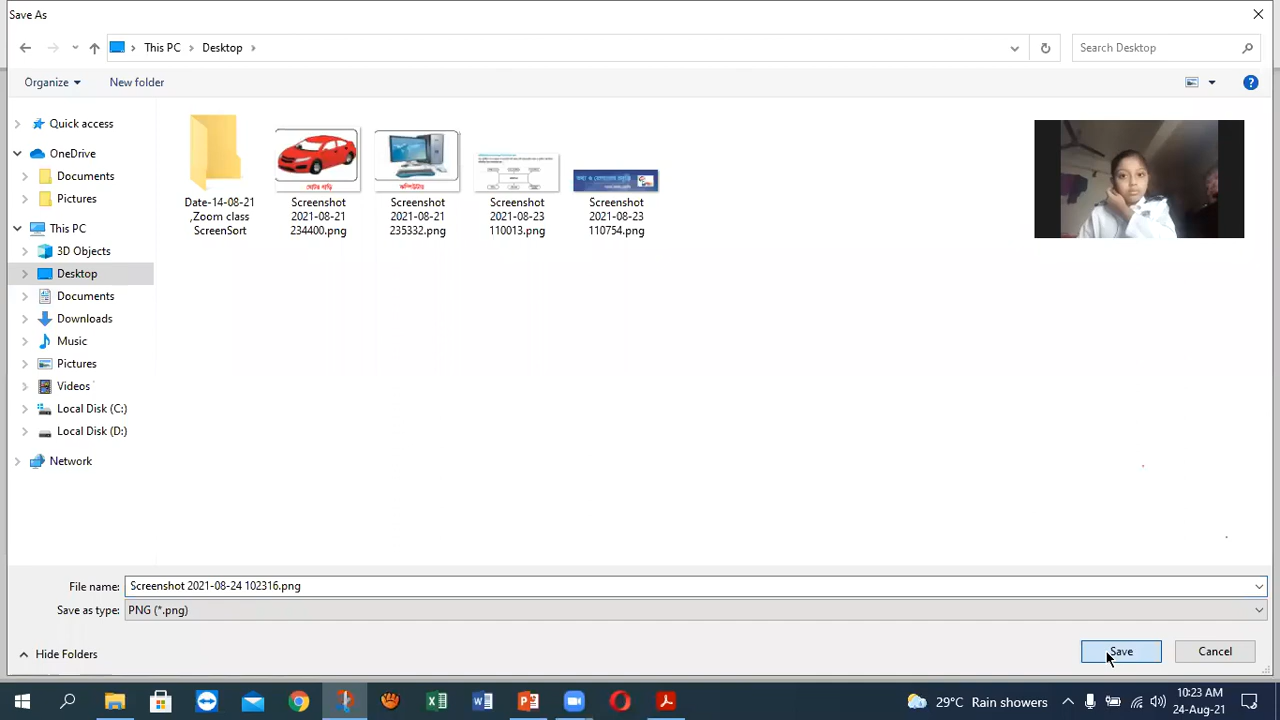 Save As
This PC
Desktop
Search Desktop
Organize
New folder
Quick access
OneDrive
Documents
Pictures
This PC
3D Objects
Desktop
Documents
Downloads
Music
Pictures
Videos
Local Disk (C:)
Local Disk (D:)
Network
মোটর গাড়ি
কম্পিউটার
Date-14-08-21
,Zoom class
ScreenSort
Screenshot
2021-08-21
234400.png
Screenshot
2021-08-21
235332.png
Screenshot
2021-08-23
110013.png
Screenshot
2021-08-23
110754.png
File name:
Screenshot 2021-08-24 102316.png
Save as type:
PNG (*.png)
Hide Folders
Save
Cancel
29°C Rain showers
10:23 AM
24-Aug-21